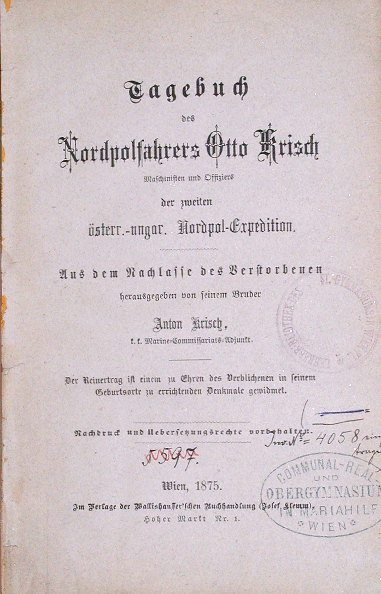 Tagebuch
des
Nordpolfahrers Otto Krisch
Maschinisten und Offiziers
der zweiten
österr.-ungar. Nordpol-Expedition.
Aus dem Nachlasse des Verstorbenen
herausgegeben von seinem Bruder
Anton Krisch,
k. k. Marine-Commissariats-Adjunkt.
Der Reinertrag ist einem zu Ehren des Verblichenen in seinem
Geburtsorte zu errichtenden Denkmale gewidmet.
Nachdruck und Uebersetzungsrechte vorbehalten.
4058
Wien, 1875.
Im Verlage der Wallishausser'schen Buchhandlung (Josef Klemm),
Hoher Markt Nr. 1.
COMMUNAL-REAL-
UND
OBERGYMNASIUM
IN MARIAHILF
WIEN